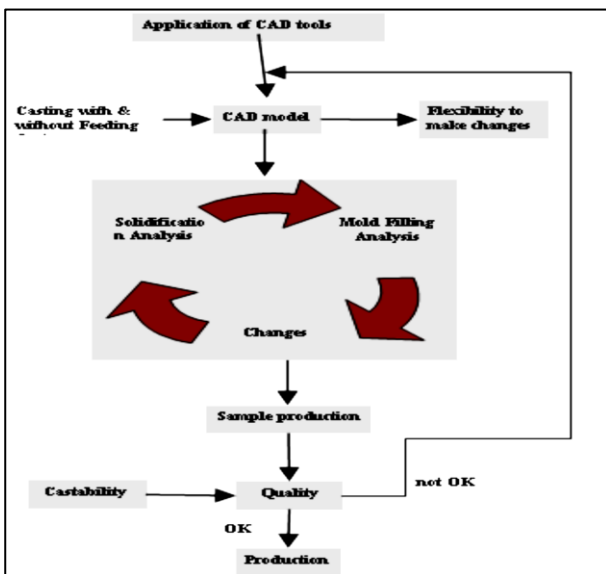 Application of CAD tools
Casting with &
without Feeding
CAD model
Flexibility to
make changes
Solidificatio
n Analysis
Mold Filling
Analysis
Changes
Sample production
Castability
Quality
not OK
OK
Production